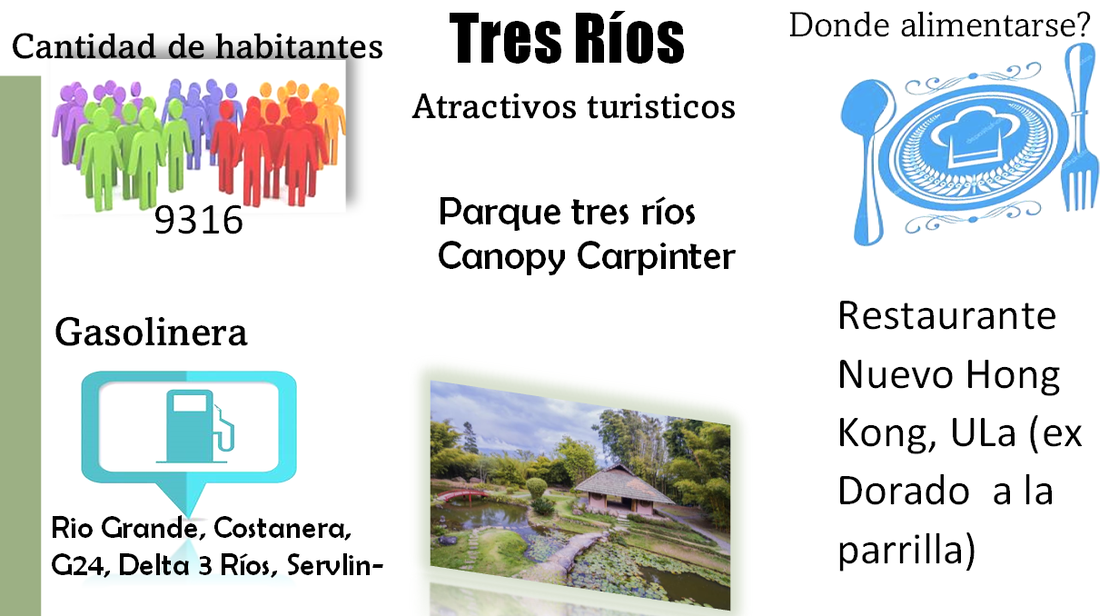 Tres Ríos
Cantidad de habitantes
9316
Gasolinera
Rio Grande, Costanera,
G24, Delta 3 Ríos, Servlin-
Atractivos turisticos
Parque tres ríos
Canopy Carpinter
Donde alimentarse?
Restaurante
Nuevo Hong
Kong, ULa (ex
Dorado a la
parrilla)